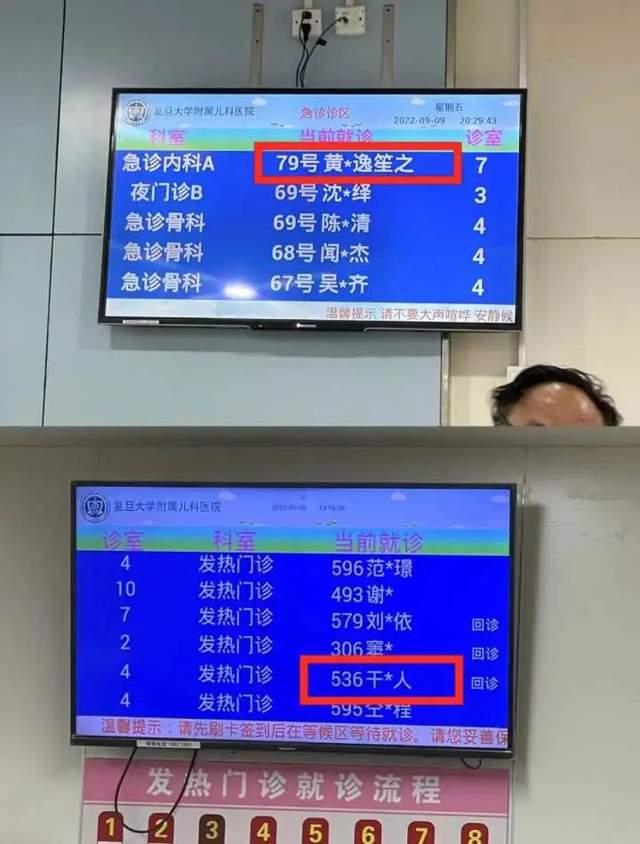 复旦大学附属儿科医院 急诊诊区 星期五
2022-09-09 20:29:43
科室 当前就诊 诊室
急诊内科A 79号 黄*逸笙之 7
夜门诊B 69号 沈*绎 3
急诊骨科 69号 陈*清 4
急诊骨科 68号 闻*杰 4
急诊骨科 67号 吴*齐 4
温馨提示 请不要大声喧哗 安静候
复旦大学附属儿科医院
诊室 科室 当前就诊
4 发热门诊 596 范*璟
10 发热门诊 493 谢*
7 发热门诊 579 刘*依 回诊
2 发热门诊 306 窦* 回诊
4 发热门诊 536 干*人 回诊
4 发热门诊 595 *程
温馨提示：请先刷卡签到后在等候区等待就诊。请您妥善保
发热门诊就诊流程
1 2 3 4 5 6 7 8